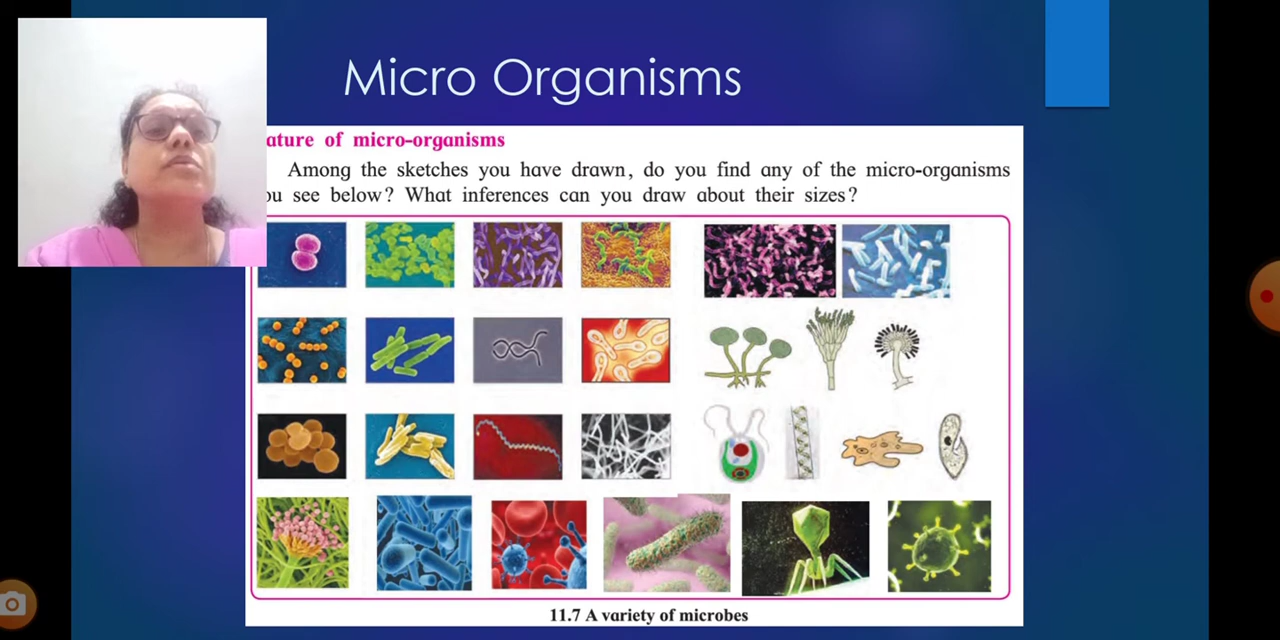 Micro Organisms
ature of micro-organisms
Among the sketches you have drawn, do you find any of the micro-organisms
ou see below? What inferences can you draw about their sizes?
11.7 A variety of microbes